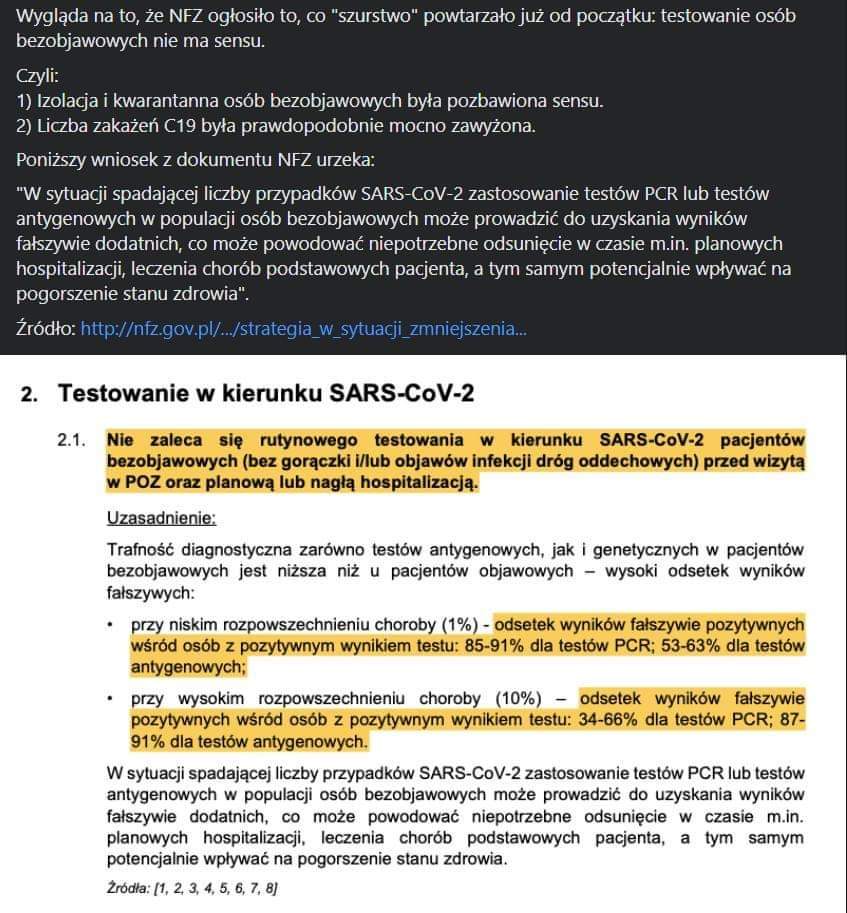 Wygląda na to, że NFZ ogłosiło to, co "szurstwo" powtarzało już od początku: testowanie osób
bezobjawowych nie ma sensu.
Czyli:
1) Izolacja i kwarantanna osób bezobjawowych była pozbawiona sensu.
2) Liczba zakażeń C19 była prawdopodobnie mocno zawyżona.
Poniższy wniosek z dokumentu NFZ urzeka:
"W sytuacji spadającej liczby przypadków SARS-CoV-2 zastosowanie testów PCR lub testów
antygenowych w populacji osób bezobjawowych może prowadzić do uzyskania wyników
fałszywie dodatnich, co może powodować niepotrzebne odsunięcie w czasie m.in. planowych
hospitalizacji, leczenia chorób podstawowych pacjenta, a tym samym potencjalnie wpływać na
pogorszenie stanu zdrowia".
Źródło: http://nfz.gov.pl/.../strategia_w_sytuacji_zmniejszenia...
2. Testowanie w kierunku SARS-CoV-2
2.1. Nie zaleca się rutynowego testowania w kierunku SARS-CoV-2 pacjentów
bezobjawowych (bez gorączki i/lub objawów infekcji dróg oddechowych) przed wizytą
w POZ oraz planową lub nagłą hospitalizacją.
Uzasadnienie:
Trafność diagnostyczna zarówno testów antygenowych, jak i genetycznych w pacjentów
bezobjawowych jest niższa niż u pacjentów objawowych – wysoki odsetek wyników
fałszywych:
• przy niskim rozpowszechnieniu choroby (1%) - odsetek wyników fałszywie pozytywnych
wśród osób z pozytywnym wynikiem testu: 85-91% dla testów PCR; 53-63% dla testów
antygenowych;
• przy wysokim rozpowszechnieniu choroby (10%) – odsetek wyników fałszywie
pozytywnych wśród osób z pozytywnym wynikiem testu: 34-66% dla testów PCR; 87-
91% dla testów antygenowych.
W sytuacji spadającej liczby przypadków SARS-CoV-2 zastosowanie testów PCR lub testów
antygenowych w populacji osób bezobjawowych może prowadzić do uzyskania wyników
fałszywie dodatnich, co może powodować niepotrzebne odsunięcie w czasie m.in.
planowych hospitalizacji, leczenia chorób podstawowych pacjenta, a tym samym
potencjalnie wpływać na pogorszenie stanu zdrowia.
Źródła: [1, 2, 3, 4, 5, 6, 7, 8]